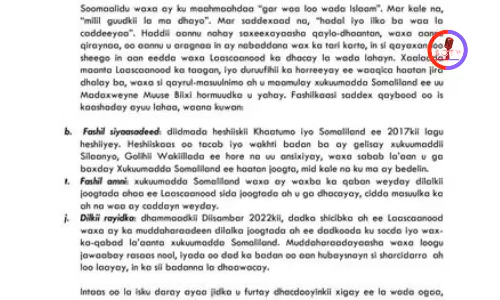 Soomaalidu waxa ay ku maahmaahdaa "gar waa loo wada Islaam". Mar kale na,
"milil guudkii la ma dhayo". Mar saddexaad na, "hadal iyo ilko ba waa la
caddeeyaa". Haddii aannu nahay saxeexayaasha qaylo-dhaantan, waxa aannu
qiraynaa, oo aannu u aragnaa in ay nabaddana wax ka tari karto, in si qayaxan oo
sheego in aan eedda waxa Laascaanood ka dhacay la wada lahayn. Xaaladda
maanta Laascaanood ka taagan, iyo duruufihii ka horreeyay ee waaqica haatan jira
dhalay ba, waxa si qayrul-masuulinimo ah u maamulay xukuumadda Somaliland ee uu
Madaxweyne Muuse Biixi hormuudka u yahay. Fashilkaasi saddex qaybood oo is
kaashaday ayuu lahaa, waana kuwan:
b. Fashil siyaasadeed: diidmada heshiiskii Khaatumo iyo Somaliland ee 2017kii lagu
heshiiyey. Heshiiskaas oo tacab iyo wakhti badan ba ay gelisay xukuumaddii
Silaanyo, Golihii Wakiillada ee hore na uu ansixiyay, waxa sabab la'aan u ga
baxday Xukuumaddii Somaliland ee haatan joogta, mid kale na ku ma ay bedelin.
t. Fashil amni: xukuumadda Somaliland waxa ay waxba ka qaban weyday dilalkii
joogtada ahaa ee Laascaanood sida joogtada ah u ga dhacayay, cidda masuulka ka
ah na waa ay caddayn weyday.
j. Dilkii rayidka: dhammaadkii Diisambar 2022kii, dadka shicibka ah ee Laascaanood
waxa ay ka muddaharaadeen dilalka joogtada ah ee dadkooda ku socda iyo wax-
ka-qabad la'aanta xukuumadda Somaliland. Muddaharaadayaasha waxa loogu
jawaabay rasaas nool, iyada oo dad ka badan oo aan hubaysnayn si sharcidarro ah
loo laayay, in ka sii badanna la dhaawacay.
Intaas oo la isku daray ayaa jidka u furtay dhacdooyinkii xigay ee la wada ogaa,